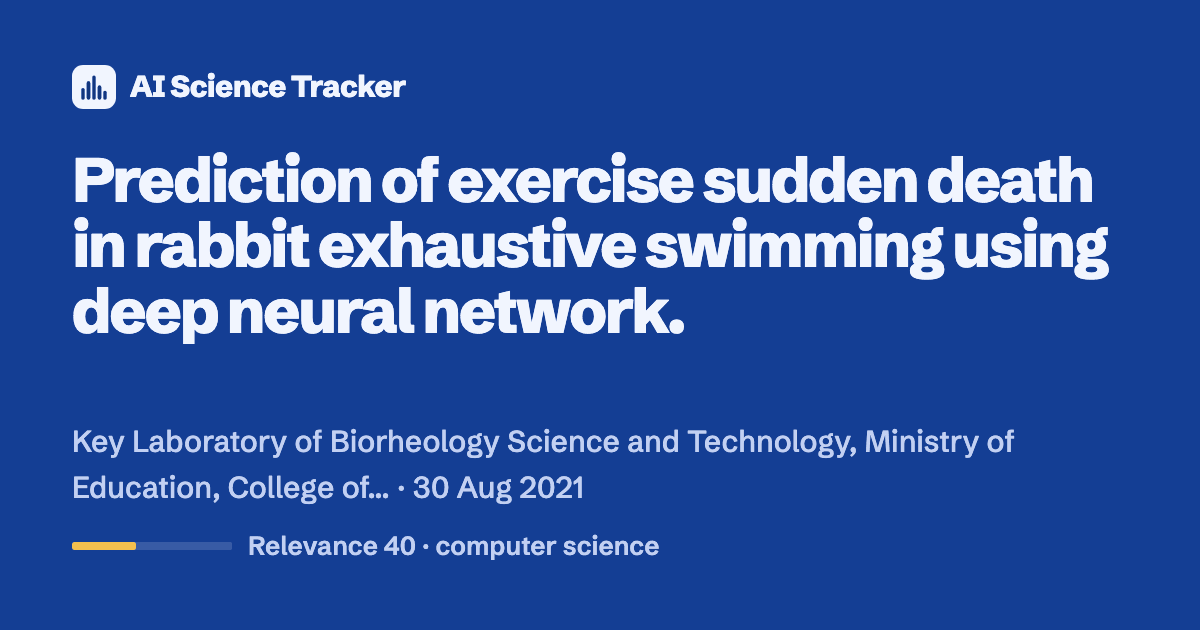 AI Science Tracker
Prediction of exercise sudden death
in rabbit exhaustive swimming using
deep neural network.
Key Laboratory of Biorheology Science and Technology, Ministry of
Education, College of... · 30 Aug 2021
Relevance 40 · computer science